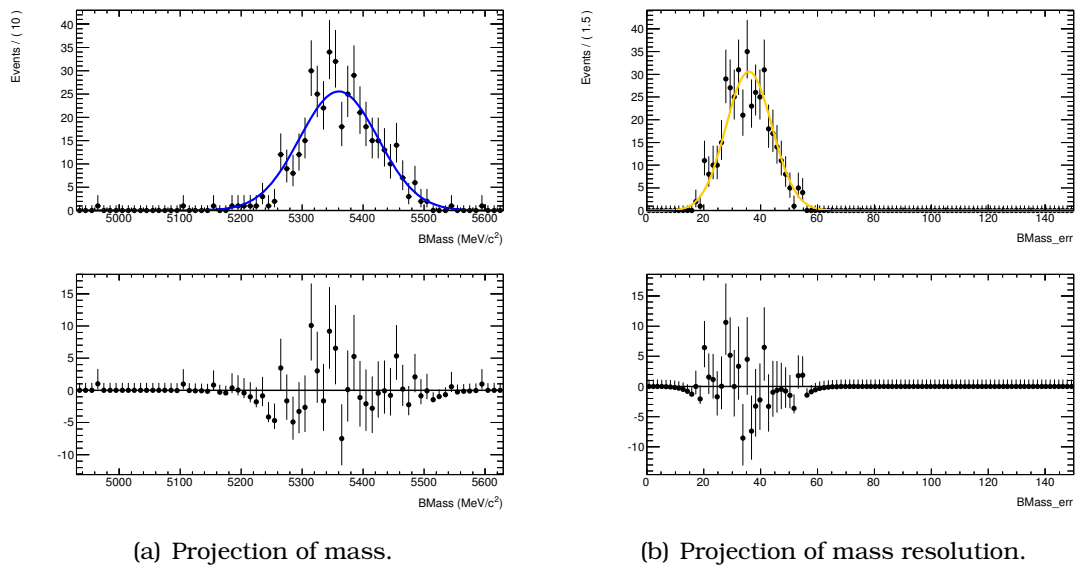 Events / ( 10 )
40
35
30
25
20
15
10
5
0
5000 5100 5200 5300 5400 5500 5600
BMass (MeV/c²)
15
10
5
0
-5
-10
5000 5100 5200 5300 5400 5500 5600
BMass (MeV/c²)
(a) Projection of mass.
Events / ( 1.5 )
40
35
30
25
20
15
10
5
0
0 20 40 60 80 100 120 140
BMass_err
15
10
5
0
-5
-10
0 20 40 60 80 100 120 140
BMass_err
(b) Projection of mass resolution.